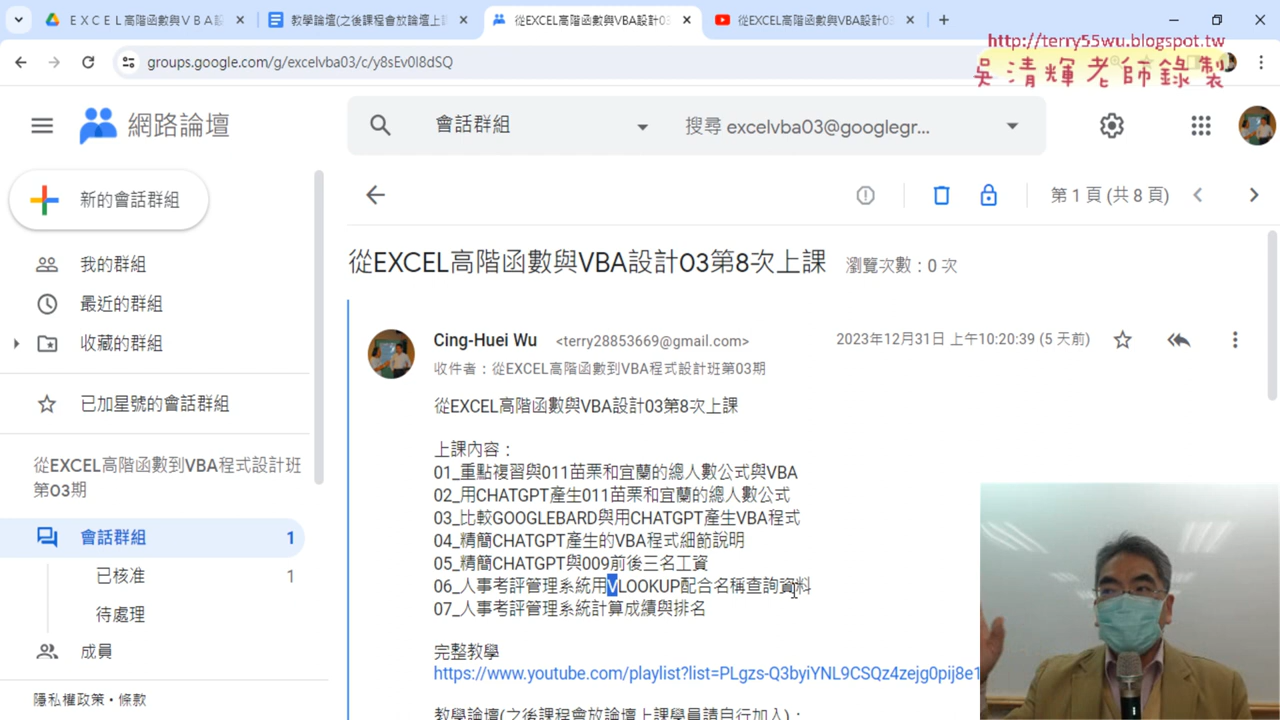 EXCEL高階函數與VBA設
教學論壇(之後課程會放論壇上課
從EXCEL高階函數與VBA設計03
從EXCEL高階函數與VBA設計03
http://terry55wu.blogspot.tw
groups.google.com/g/excelvba03/c/y8sEv0I8dSQ
吳清輝老師錄製
網路論壇
會話群組
搜尋 excelvba03@googlegr...
新的會話群組
第 1 頁 (共 8 頁)
我的群組
最近的群組
收藏的群組
已加星號的會話群組
從EXCEL高階函數到VBA程式設計班
第03期
會話群組 1
已核准 1
待處理
成員
隱私權政策 • 條款
從EXCEL高階函數與VBA設計03第8次上課 瀏覽次數：0 次
Cing-Huei Wu <terry28853669@gmail.com> 2023年12月31日 上午10:20:39 (5 天前)
收件者：從EXCEL高階函數到VBA程式設計班第03期
從EXCEL高階函數與VBA設計03第8次上課
上課內容：
01_重點複習與011苗栗和宜蘭的總人數公式與VBA
02_用CHATGPT產生011苗栗和宜蘭的總人數公式
03_比較GOOGLEBARD與用CHATGPT產生VBA程式
04_精簡CHATGPT產生的VBA程式細節說明
05_精簡CHATGPT與009前後三名工資
06_人事考評管理系統用VLOOKUP配合名稱查詢資料
07_人事考評管理系統計算成績與排名
完整教學
https://www.youtube.com/playlist?list=PLgzs-Q3byiYNL9CSQz4zejg0pij8e1
教學論壇(之後課程會放論壇上課學員請自行加入)：